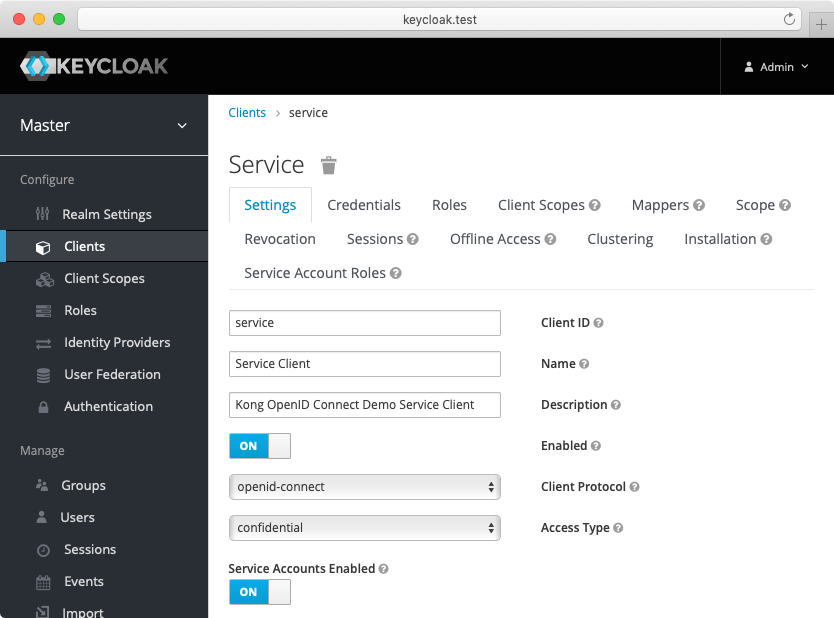 keycloak.test
KEYCLOAK
Admin
Master
Clients > service
Service
Configure
Realm Settings
Clients
Client Scopes
Roles
Identity Providers
User Federation
Authentication
Manage
Groups
Users
Sessions
Events
Import
Settings Credentials Roles Client Scopes Mappers Scope
Revocation Sessions Offline Access Clustering Installation
Service Account Roles
service Client ID
Service Client Name
Kong OpenID Connect Demo Service Client Description
ON Enabled
openid-connect Client Protocol
confidential Access Type
Service Accounts Enabled
ON